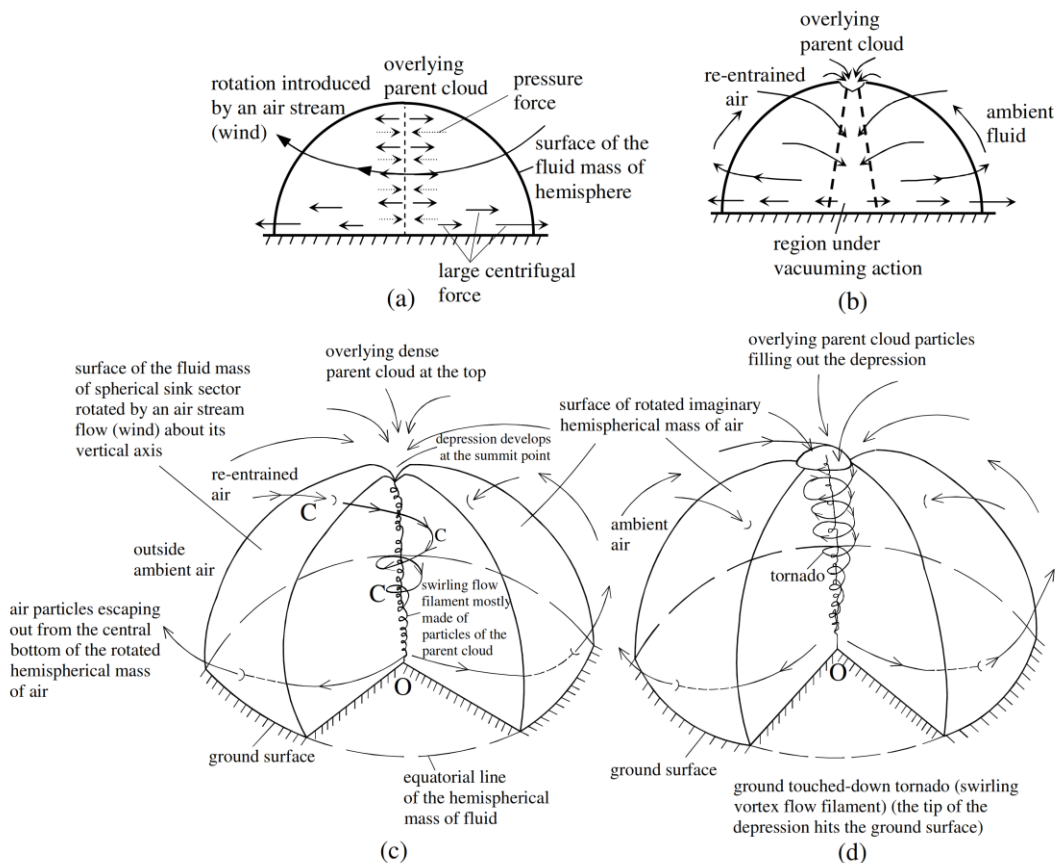 overlying
parent cloud
rotation introduced
by an air stream
(wind)
pressure
force
surface of the
fluid mass of
hemisphere
large centrifugal
force
(a)
overlying
parent cloud
re-entrained
air
ambient
fluid
region under
vacuuming action
(b)
overlying dense
parent cloud at the top
surface of the fluid mass
of spherical sink sector
rotated by an air stream
flow (wind) about its
vertical axis
depression develops
at the summit point
re-entrained
air
C
C
C
outside
ambient air
swirling flow
filament mostly
made of
particles of the
parent cloud
air particles escaping
out from the central
bottom of the rotated
hemispherical mass
of air
O
ground surface
equatorial line
of the hemispherical
mass of fluid
(c)
overlying parent cloud particles
filling out the depression
surface of rotated imaginary
hemispherical mass of air
ambient
air
tornado
O
ground surface
ground touched-down tornado (swirling
vortex flow filament) (the tip of the
depression hits the ground surface)
(d)